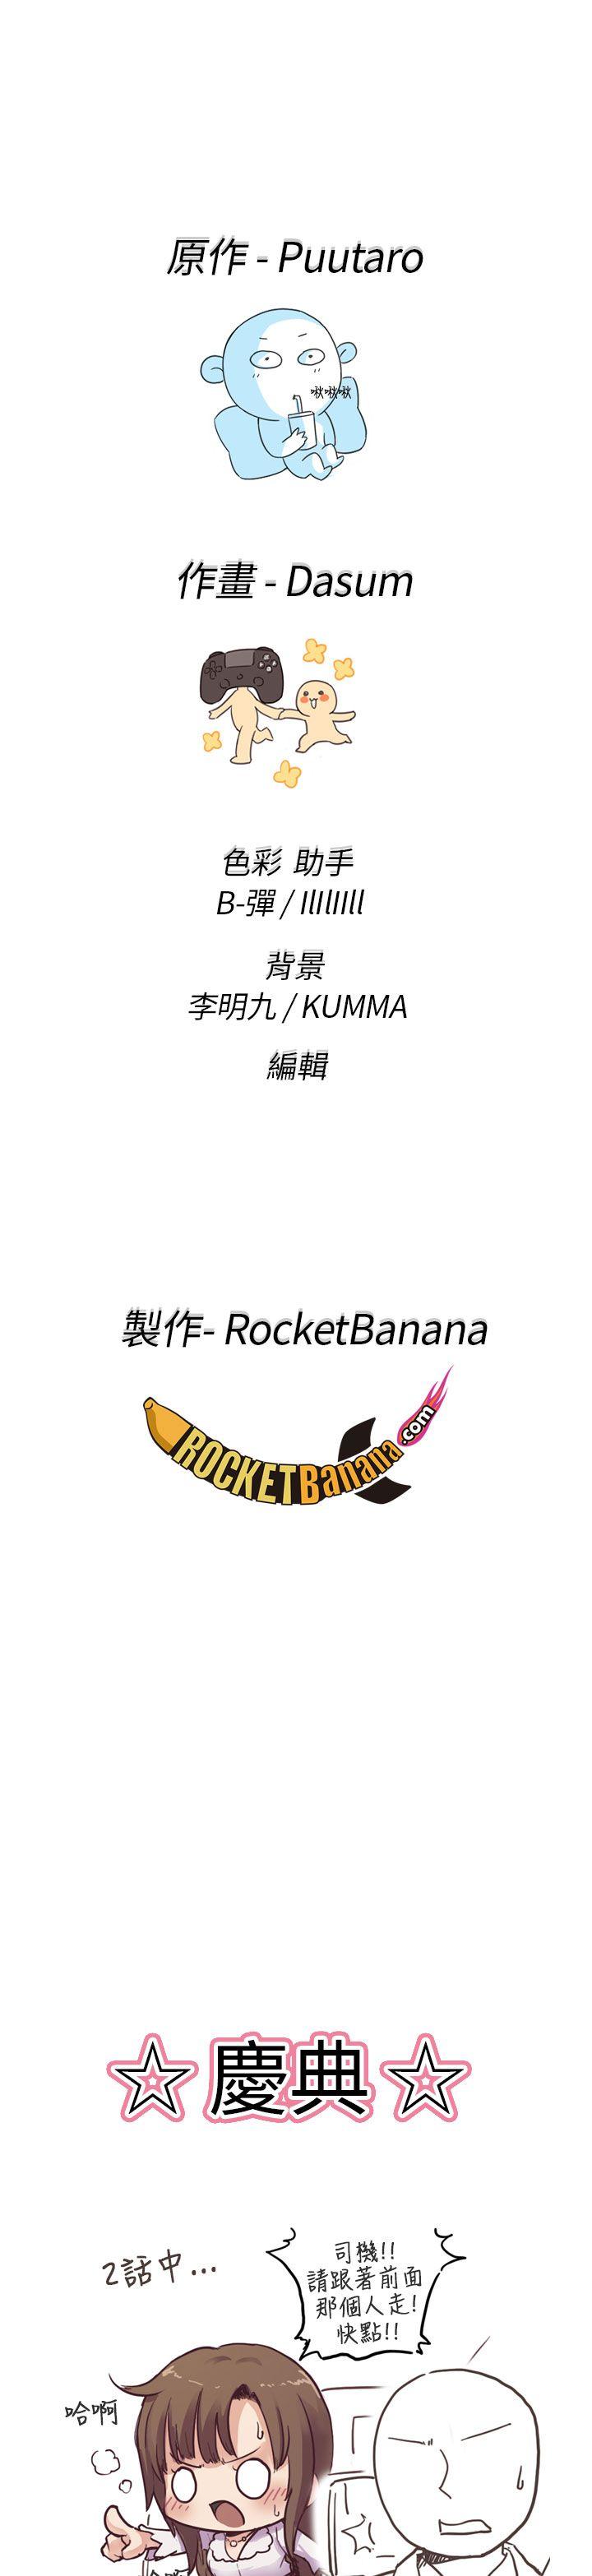 原作 - Puutaro
啾啾啾
作畫 - Dasum
色彩 助手
B-彈 / IlIlIIll
背景
李明九 / KUMMA
編輯
製作- RocketBanana
ROCKETBanana.com
☆慶典☆
2話中...
司機!!
請跟著前面
那個人走!
快點!!
哈啊